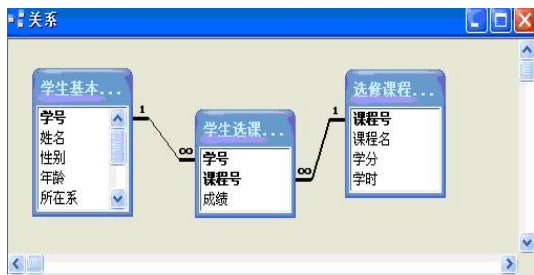 关系
学生基本...
学号
姓名
性别
年龄
所在系
1
∞
学生选课...
学号
课程号
成绩
∞
1
选修课程...
课程号
课程名
学分
学时